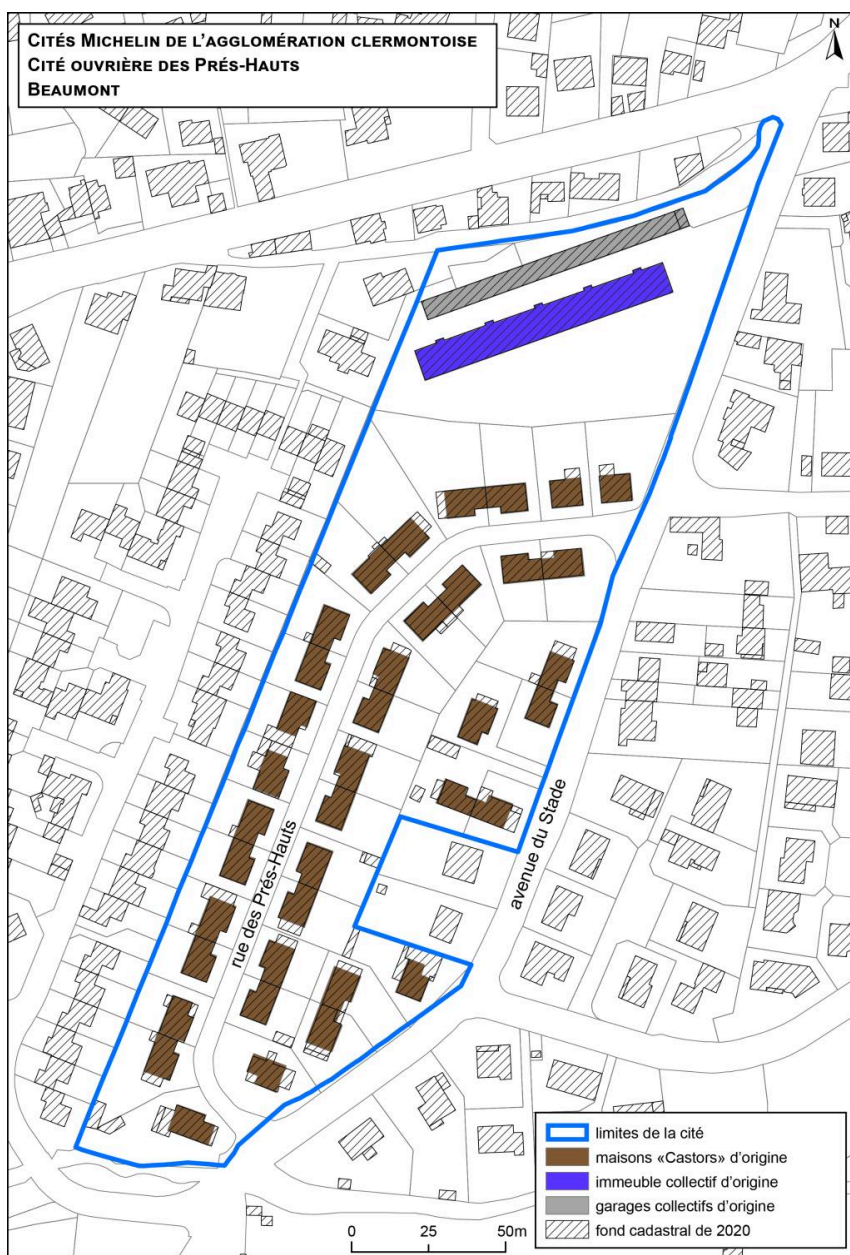 CITÉS MICHELIN DE L'AGGLOMÉRATION CLERMONTOISE
CITÉ OUVRIÈRE DES PRÉS-HAUTS
BEAUMONT
N
rue des Prés-Hauts
avenue du Stade
limites de la cité
maisons «Castors» d'origine
immeuble collectif d'origine
garages collectifs d'origine
fond cadastral de 2020
0 25 50m